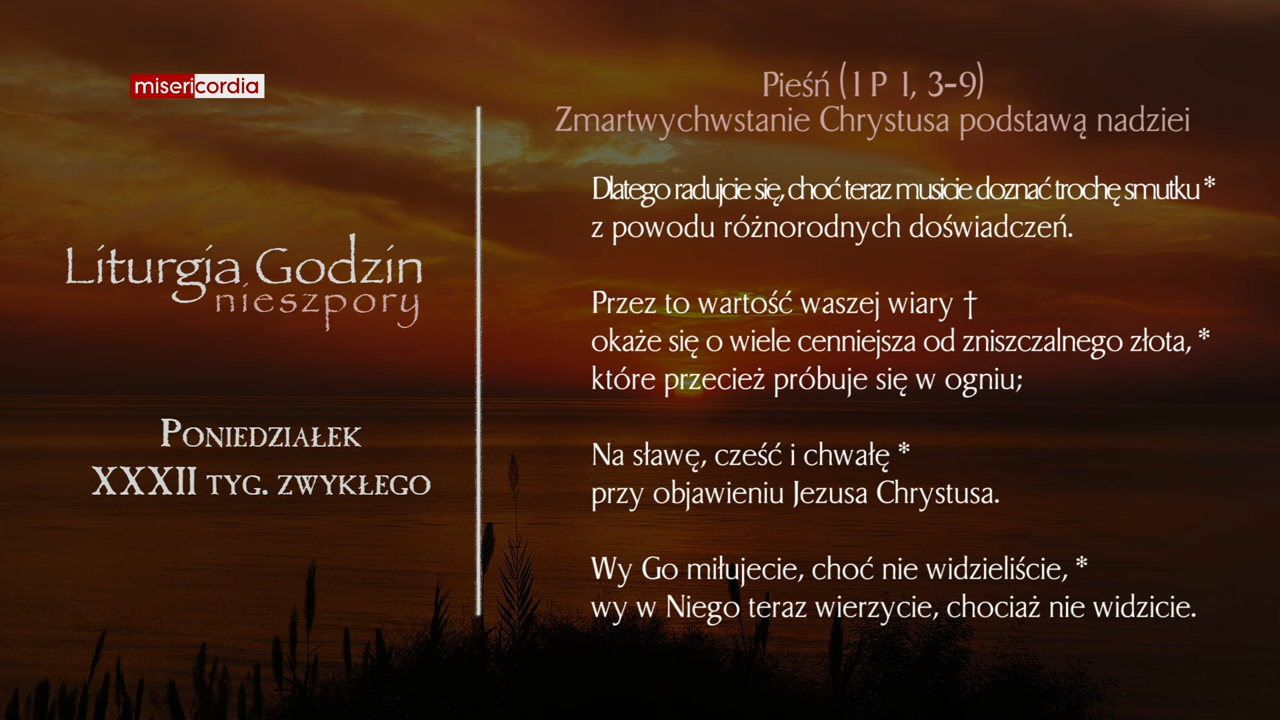 misericordia
Liturgia Godzin
nieszpory
Poniedziałek
XXXII tyg. zwykłego
Pieśń (1 P 1, 3-9)
Zmartwychwstanie Chrystusa podstawą nadziei
Dlatego radujcie się, choć teraz musicie doznać trochę smutku *
z powodu różnorodnych doświadczeń.
Przez to wartość waszej wiary †
okaże się o wiele cenniejsza od zniszczalnego złota, *
które przecież próbuje się w ogniu;
Na sławę, cześć i chwałę *
przy objawieniu Jezusa Chrystusa.
Wy Go miłujecie, choć nie widzieliście, *
wy w Niego teraz wierzycie, chociaż nie widzicie.